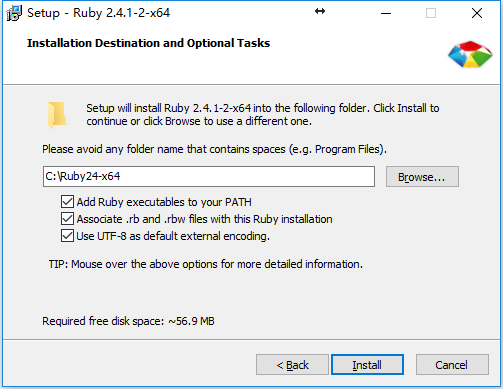 Setup - Ruby 2.4.1-2-x64
Installation Destination and Optional Tasks
Setup will install Ruby 2.4.1-2-x64 into the following folder. Click Install to
continue or click Browse to use a different one.
Please avoid any folder name that contains spaces (e.g. Program Files).
C:\Ruby24-x64
Browse...
Add Ruby executables to your PATH
Associate .rb and .rbw files with this Ruby installation
Use UTF-8 as default external encoding.
TIP: Mouse over the above options for more detailed information.
Required free disk space: ~56.9 MB
< Back
Install
Cancel